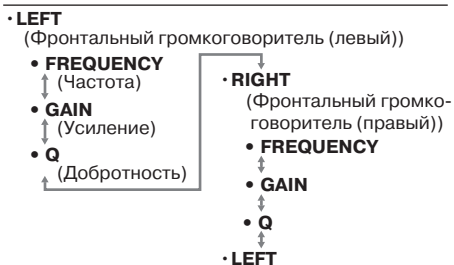 · LEFT
(Фронтальный громкоговоритель (левый))
• FREQUENCY
(Частота)
• GAIN
(Усиление)
• Q
(Добротность)
· RIGHT
(Фронтальный громко-
говоритель (правый))
• FREQUENCY
• GAIN
• Q
· LEFT